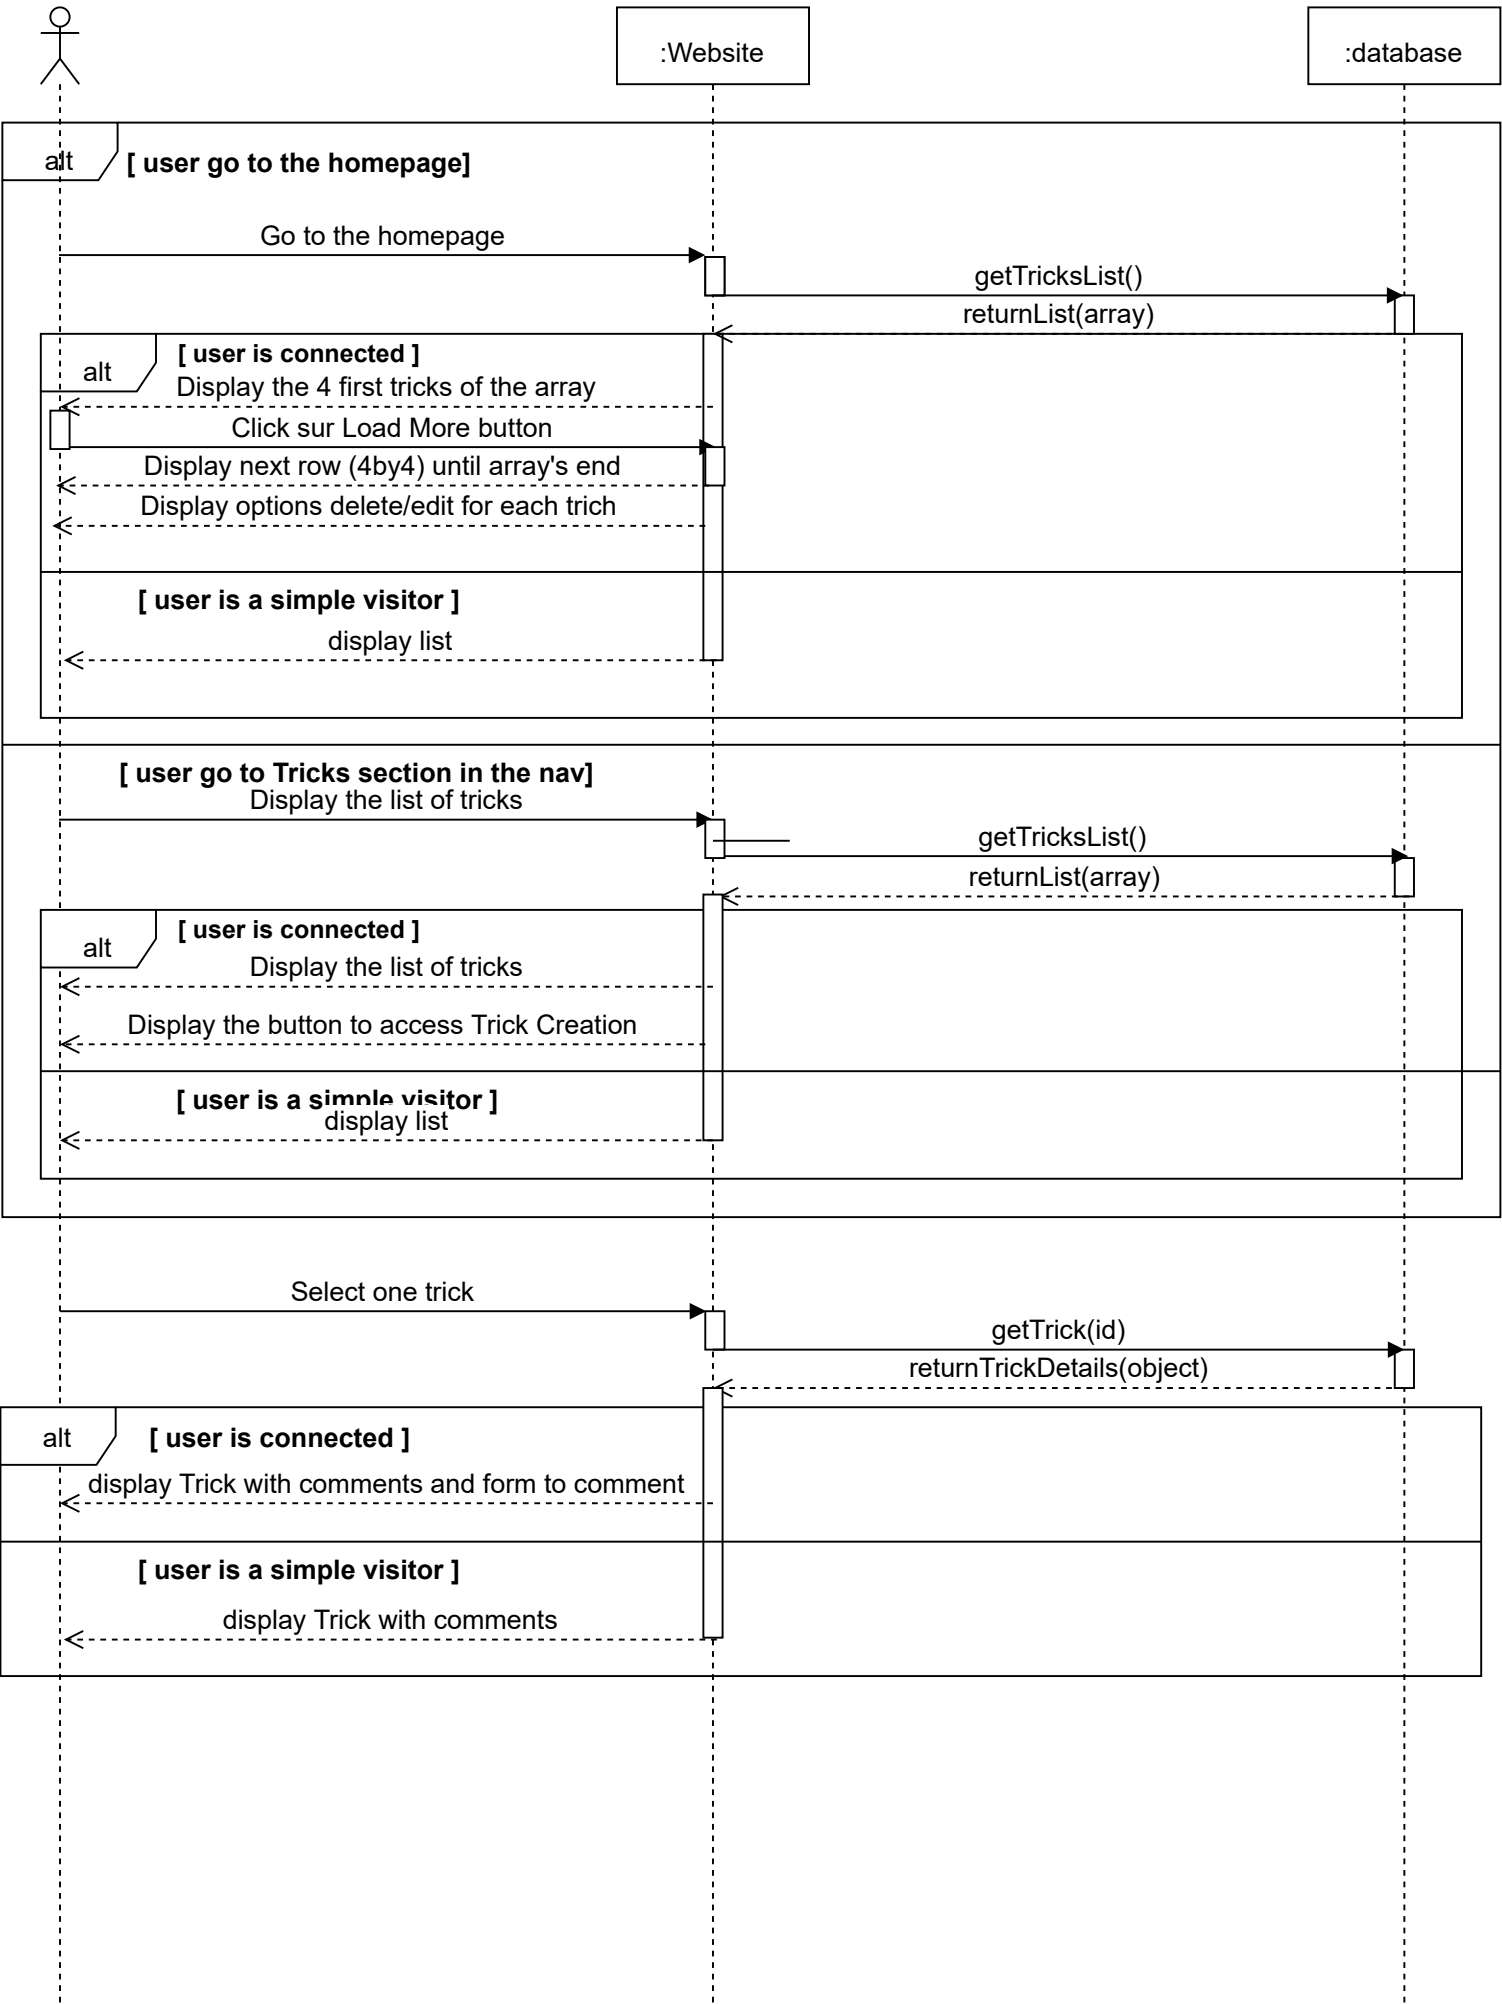 :Website
:database
alt
[ user go to the homepage]
Go to the homepage
getTricksList()
returnList(array)
alt
[ user is connected ]
Display the 4 first tricks of the array
Click sur Load More button
Display next row (4by4) until array's end
Display options delete/edit for each trich
[ user is a simple visitor ]
display list
[ user go to Tricks section in the nav]
Display the list of tricks
getTricksList()
returnList(array)
alt
[ user is connected ]
Display the list of tricks
Display the button to access Trick Creation
[ user is a simple visitor ]
display list
Select one trick
getTrick(id)
returnTrickDetails(object)
alt
[ user is connected ]
display Trick with comments and form to comment
[ user is a simple visitor ]
display Trick with comments